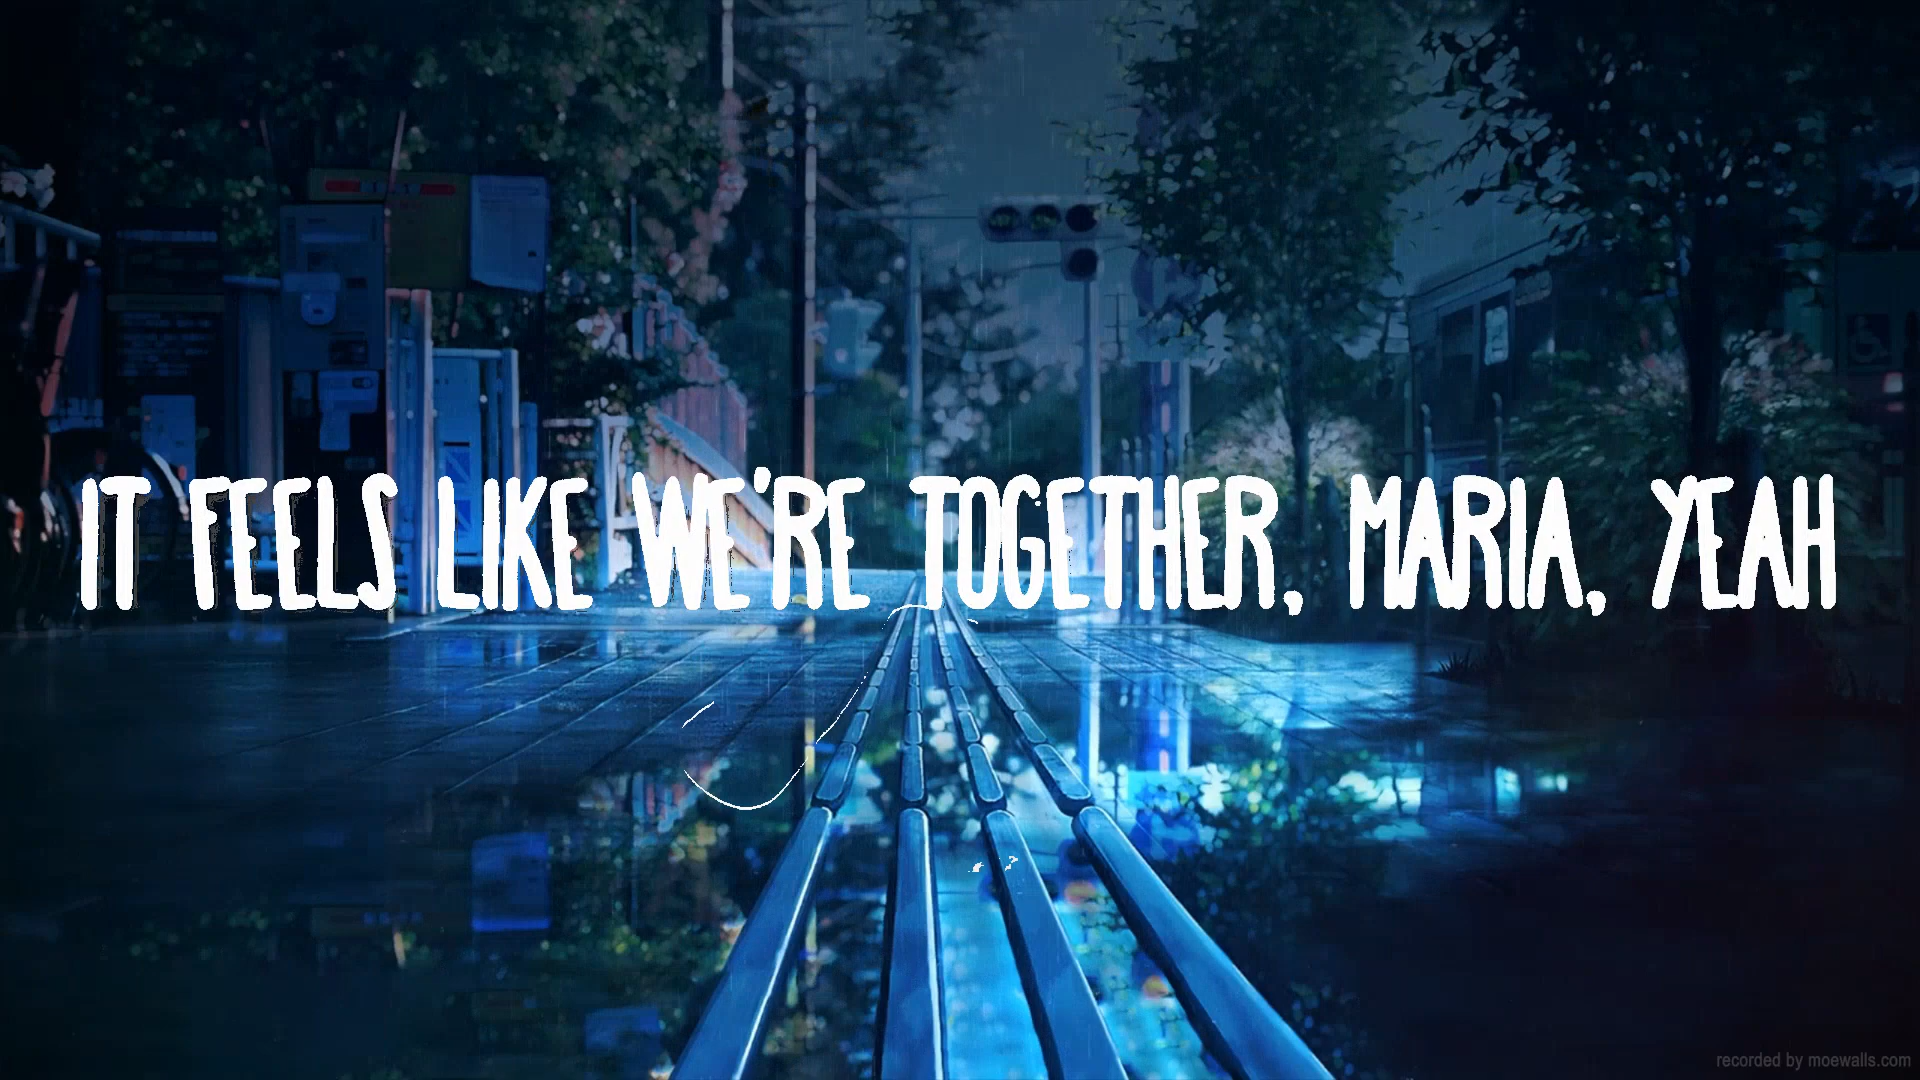 IT FEELS LIKE WE'RE TOGETHER, MARIA, YEAH
recorded by moewalls.com